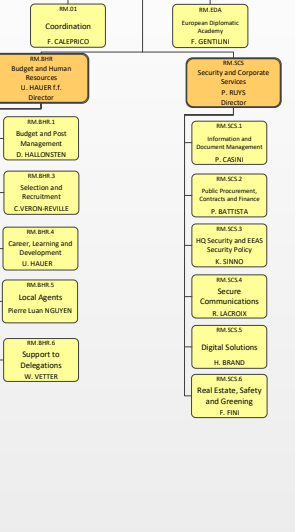 RM.01
Coordination
F. CALEPRICO
RM.EDA
European Diplomatic
Academy
F. GENTILINI
RM.BHR
Budget and Human
Resources
U. HAUER f.f.
Director
RM.SCS
Security and Corporate
Services
P. RUYS
Director
RM.BHR.1
Budget and Post
Management
D. HALLONSTEN
RM.BHR.3
Selection and
Recruitment
C.VERON-REVILLE
RM.BHR.4
Career, Learning and
Development
U. HAUER
RM.BHR.5
Local Agents
Pierre Luan NGUYEN
RM.BHR.6
Support to
Delegations
W. VETTER
RM.SCS.1
Information and
Document Management
P. CASINI
RM.SCS.2
Public Procurement,
Contracts and Finance
P. BATTISTA
RM.SCS.3
HQ Security and EEAS
Security Policy
K. SINNO
RM.SCS.4
Secure
Communications
R. LACROIX
RM.SCS.5
Digital Solutions
H. BRAND
RM.SCS.6
Real Estate, Safety
and Greening
F. FINI